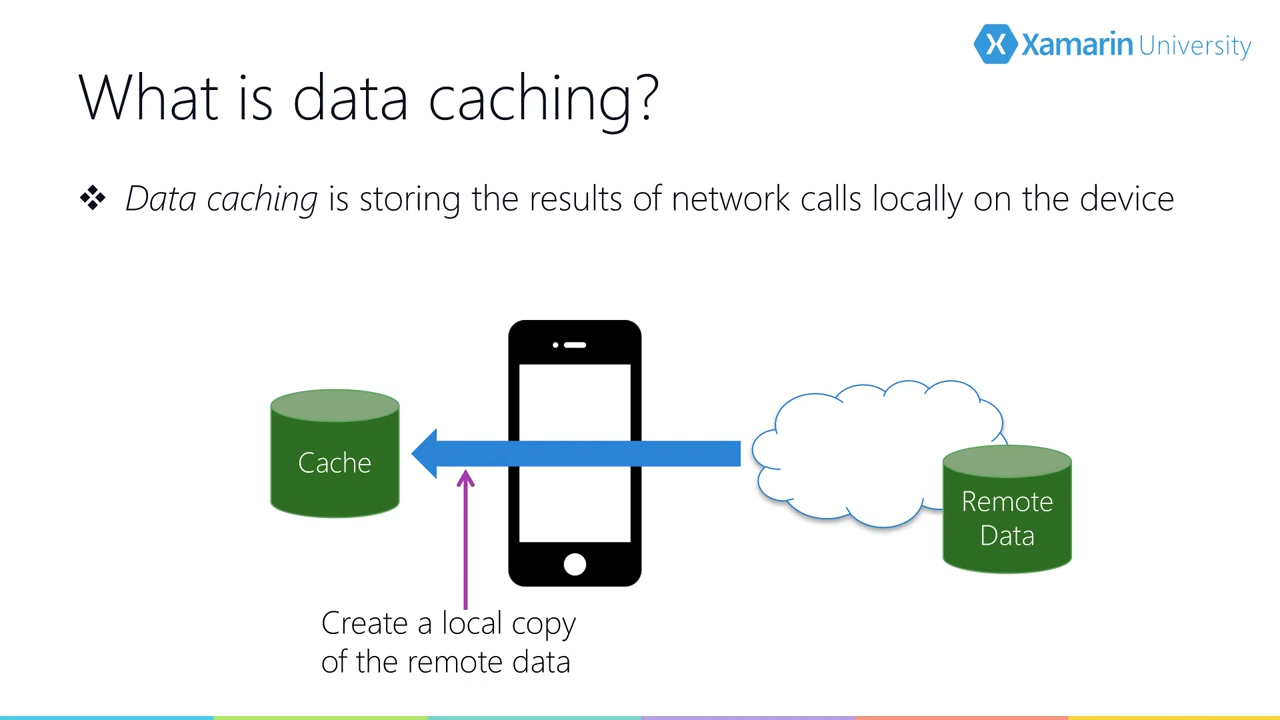 Xamarin University
What is data caching?
❖ Data caching is storing the results of network calls locally on the device
Cache
Remote
Data
Create a local copy
of the remote data